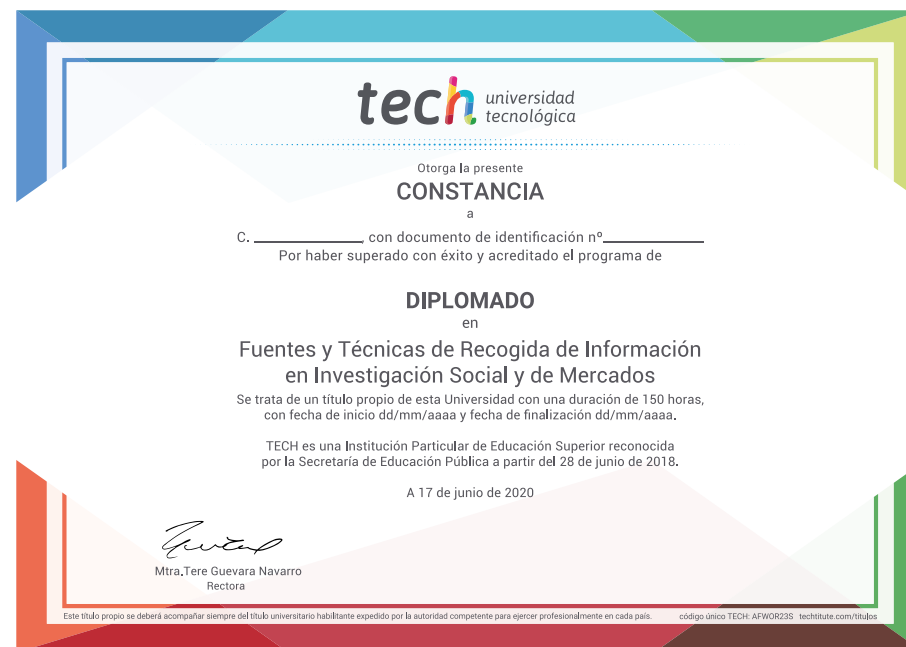 tech universidad
tecnológica
Otorga la presente
CONSTANCIA
a
C. ____________, con documento de identificación nº____________
Por haber superado con éxito y acreditado el programa de
DIPLOMADO
en
Fuentes y Técnicas de Recogida de Información
en Investigación Social y de Mercados
Se trata de un título propio de esta Universidad con una duración de 150 horas,
con fecha de inicio dd/mm/aaaa y fecha de finalización dd/mm/aaaa.
TECH es una Institución Particular de Educación Superior reconocida
por la Secretaría de Educación Pública a partir del 28 de junio de 2018.
A 17 de junio de 2020
Mtra.Tere Guevara Navarro
Rectora
Este título propio se deberá acompañar siempre del título universitario habilitante expedido por la autoridad competente para ejercer profesionalmente en cada país. código único TECH: AFWOR23S techtitute.com/titulos